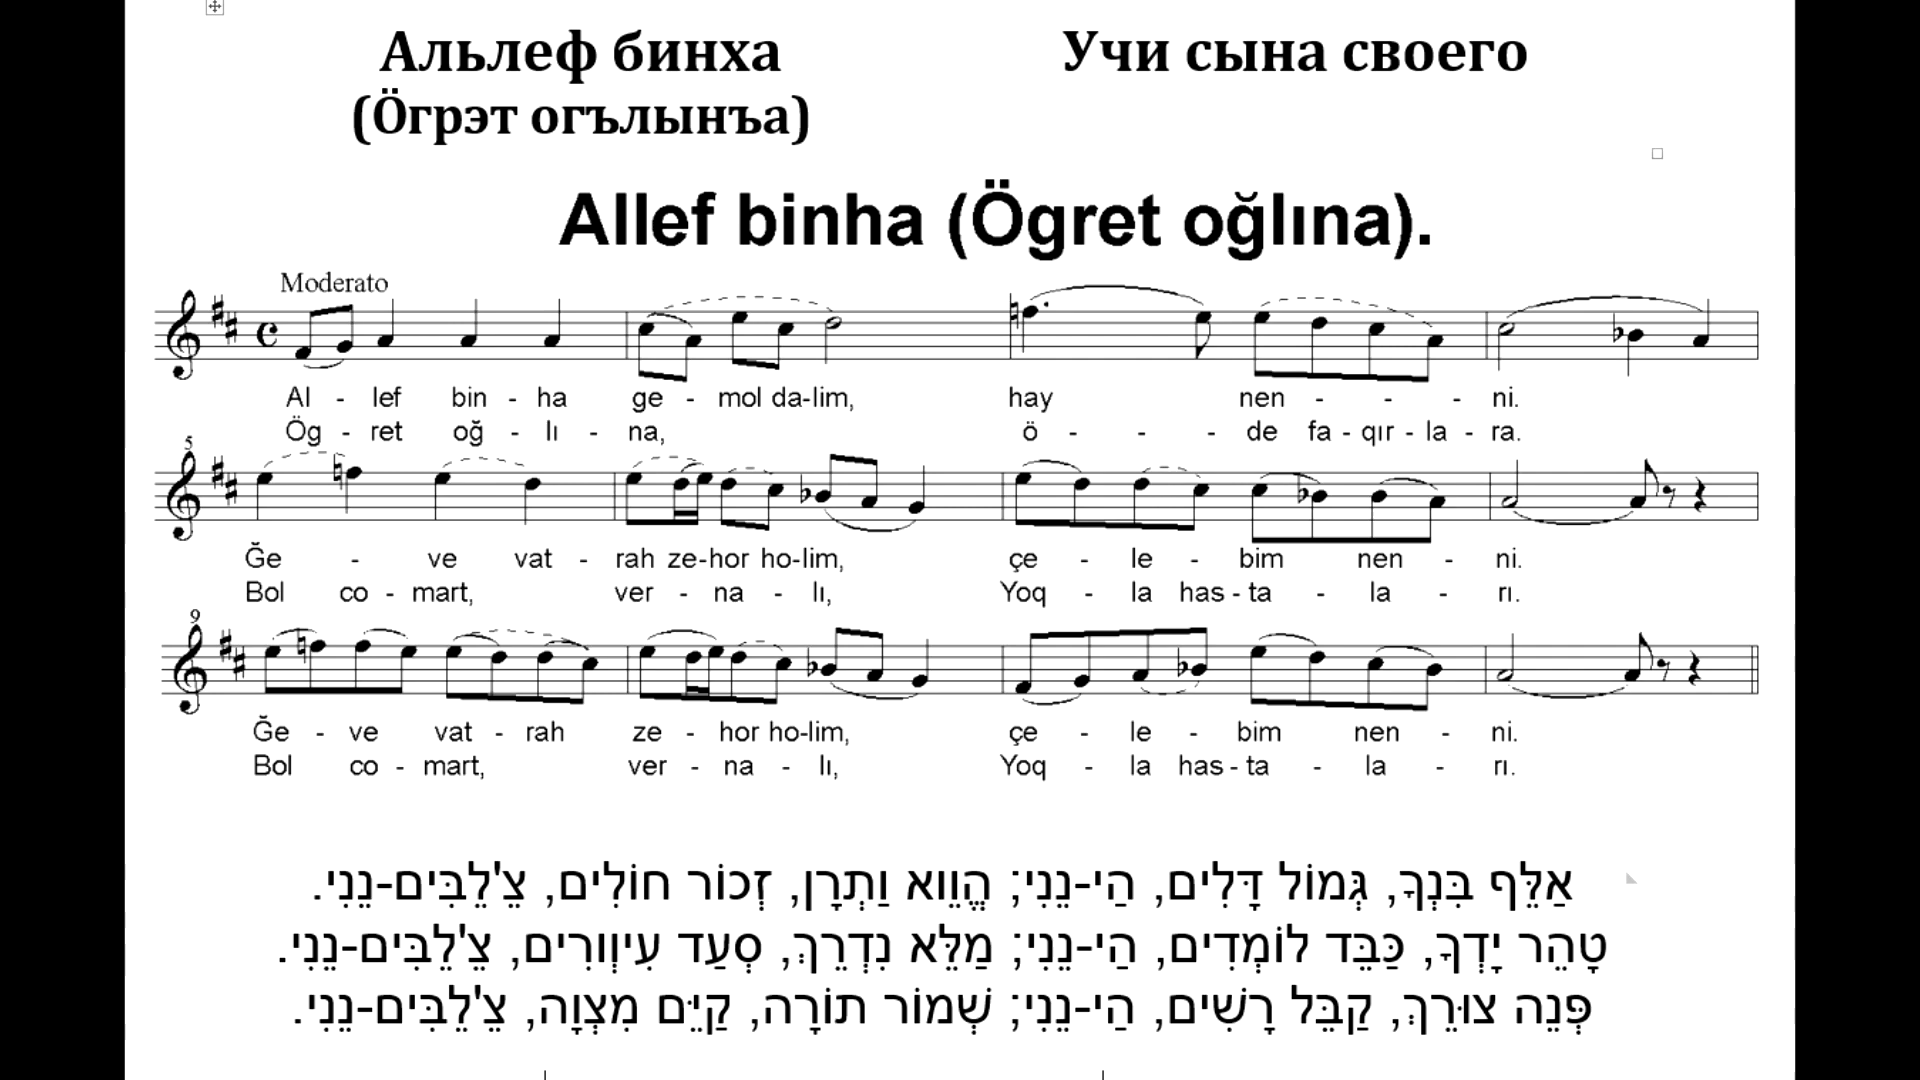 Альлеф бинха Учи сына своего
(Öгрэт огълынъа)
Allef binha (Ögret oğlına).
Moderato
Al - lef bin - ha ge - mol da-lim, hay nen - - - ni.
Ög - ret oğ - lı - na, ö - - - de fa - qır - la - ra.
5
Ğe - ve vat - rah ze-hor ho-lim, çe - le - bim nen - ni.
Bol co - mart, ver - na - lı, Yoq - la has - ta - la - rı.
9
Ğe - ve vat - rah ze - hor ho-lim, çe - le - bim nen - ni.
Bol co - mart, ver - na - lı, Yoq - la has - ta - la - rı.
אַלֵּף בִּנְךָ, גְּמוֹל דָּלִים, הַי-נֵנִי; הֱוֵוא וַתְרָן, זְכוֹר חוֹלִים, צֵ'לֵבִּים-נֵנִי.
טָהֵר יָדְךָ, כַּבֵּד לוֹמְדִים, הַי-נֵנִי; מַלֵּא נִדְרֵךְ, סְעַד עִיוְורִים, צֵ'לֵבִּים-נֵנִי.
פְּנֵה צוּרֵךְ, קַבֵּל רָשִׁים, הַי-נֵנִי; שְׁמוֹר תוֹרָה, קַיֵּם מִצְוָה, צֵ'לֵבִּים-נֵנִי.